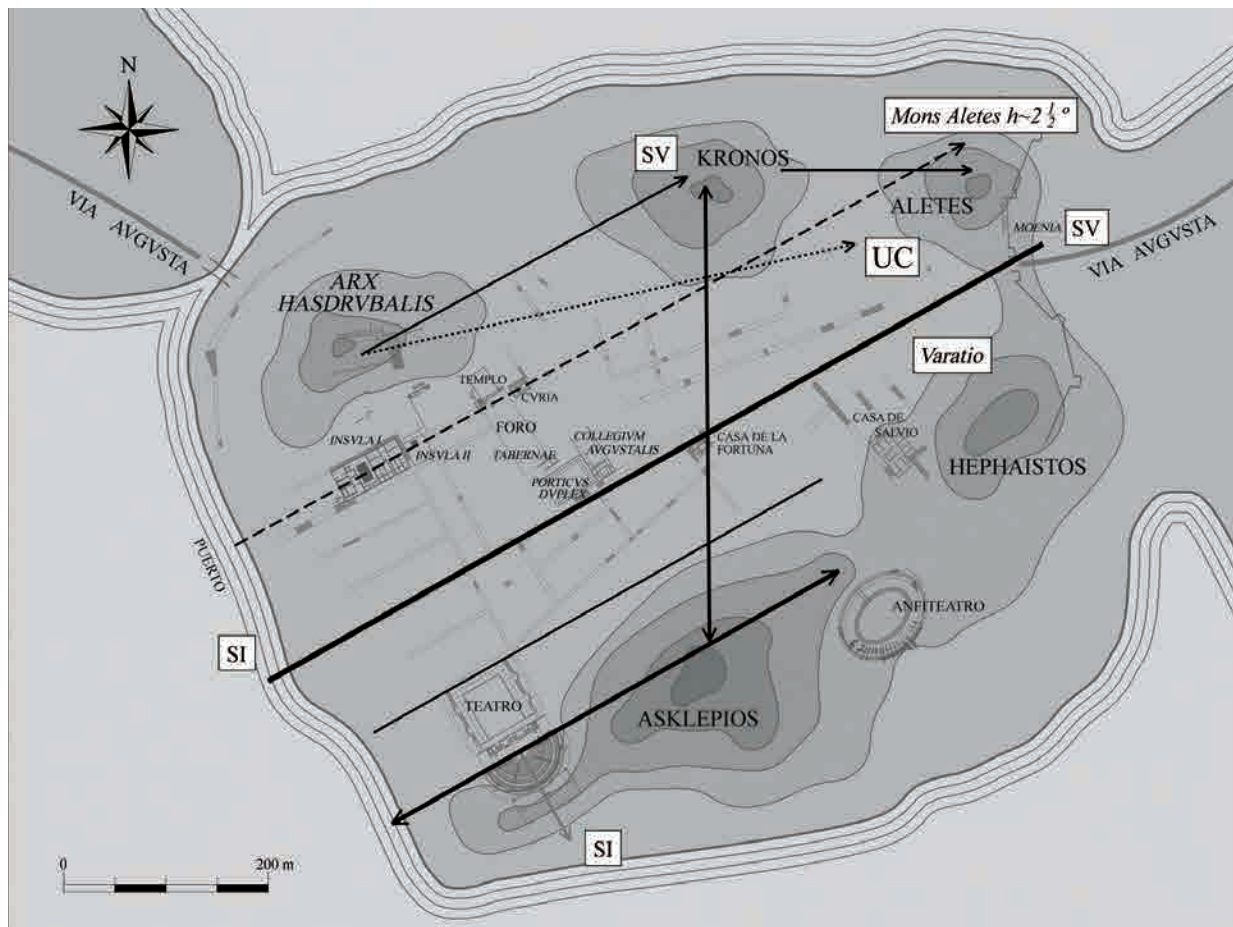 N
Mons Aletes h~2 1/2 º
SV
KRONOS
ALETES
MOENIA
SV
VIA AVGVSTA
VIA AVGVSTA
UC
ARX
HASDRVBALIS
Varatio
TEMPLO
CVRIA
FORO
CASA DE
SALVIO
COLLEGIVM
AVGVSTALIS
CASA DE LA
FORTUNA
INSVLA I
INSVLA II
TABERNAE
PORTICVS
DVPLEX
HEPHAISTOS
PUERTO
ANFITEATRO
SI
TEATRO
ASKLEPIOS
SI
0
200 m